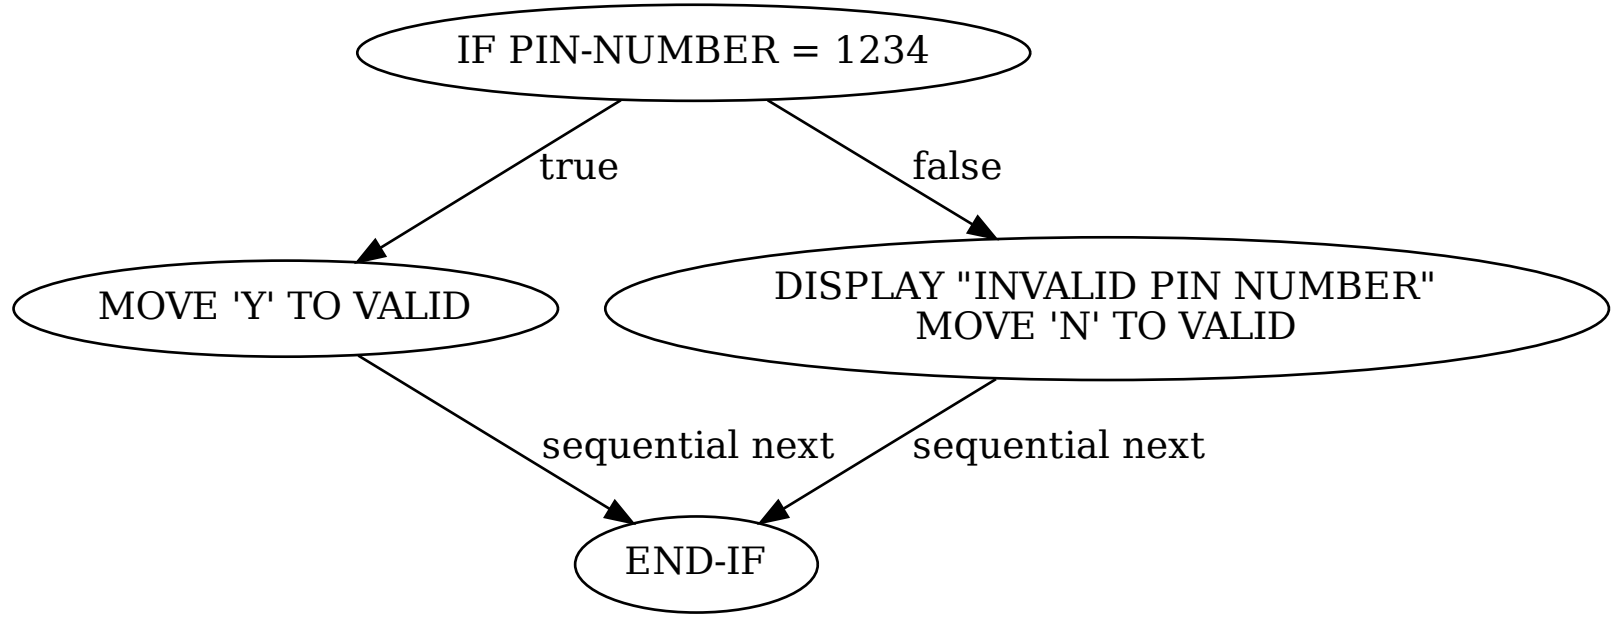 IF PIN-NUMBER = 1234
true
false
MOVE 'Y' TO VALID
DISPLAY "INVALID PIN NUMBER"
MOVE 'N' TO VALID
sequential next
sequential next
END-IF